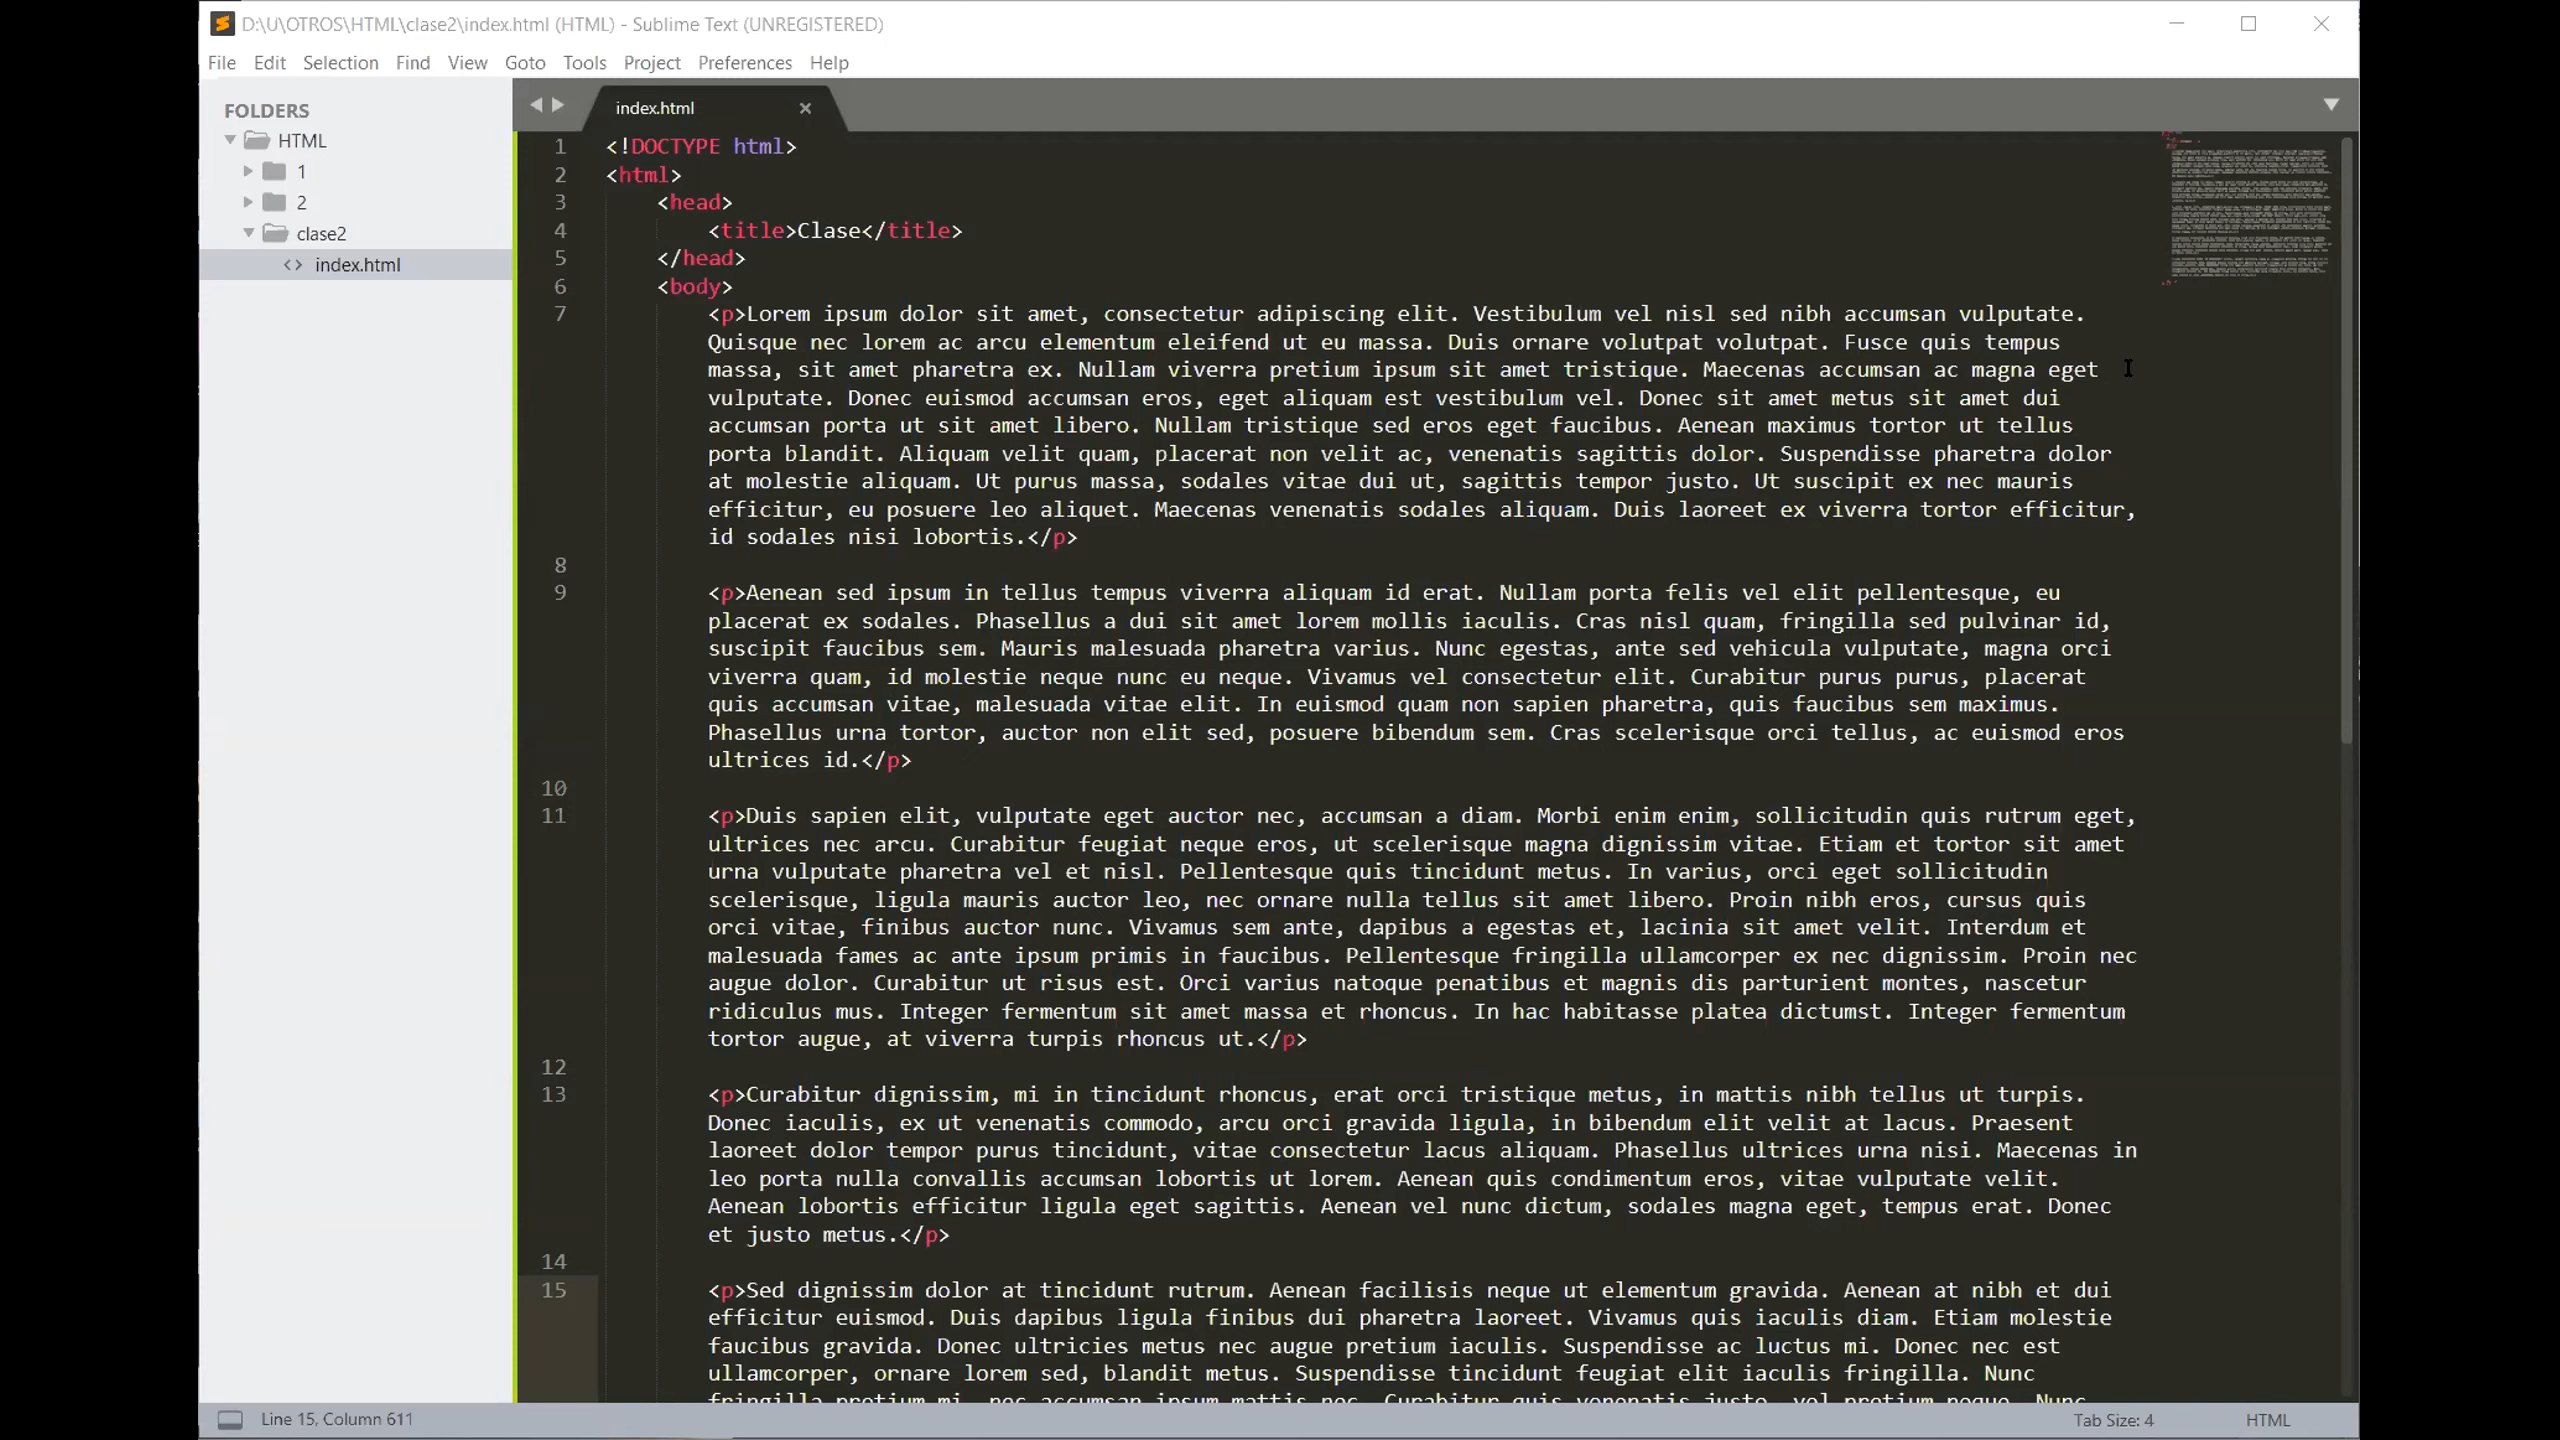 D:\U\OTROS\HTML\clase2\index.html (HTML) - Sublime Text (UNREGISTERED)
File Edit Selection Find View Goto Tools Project Preferences Help
FOLDERS
HTML
1
2
clase2
<> index.html
index.html ×
1 <!DOCTYPE html>
2 <html>
3 <head>
4 <title>Clase</title>
5 </head>
6 <body>
7 <p>Lorem ipsum dolor sit amet, consectetur adipiscing elit. Vestibulum vel nisl sed nibh accumsan vulputate.
Quisque nec lorem ac arcu elementum eleifend ut eu massa. Duis ornare volutpat volutpat. Fusce quis tempus
massa, sit amet pharetra ex. Nullam viverra pretium ipsum sit amet tristique. Maecenas accumsan ac magna eget
vulputate. Donec euismod accumsan eros, eget aliquam est vestibulum vel. Donec sit amet metus sit amet dui
accumsan porta ut sit amet libero. Nullam tristique sed eros eget faucibus. Aenean maximus tortor ut tellus
porta blandit. Aliquam velit quam, placerat non velit ac, venenatis sagittis dolor. Suspendisse pharetra dolor
at molestie aliquam. Ut purus massa, sodales vitae dui ut, sagittis tempor justo. Ut suscipit ex nec mauris
efficitur, eu posuere leo aliquet. Maecenas venenatis sodales aliquam. Duis laoreet ex viverra tortor efficitur,
id sodales nisi lobortis.</p>
8
9 <p>Aenean sed ipsum in tellus tempus viverra aliquam id erat. Nullam porta felis vel elit pellentesque, eu
placerat ex sodales. Phasellus a dui sit amet lorem mollis iaculis. Cras nisl quam, fringilla sed pulvinar id,
suscipit faucibus sem. Mauris malesuada pharetra varius. Nunc egestas, ante sed vehicula vulputate, magna orci
viverra quam, id molestie neque nunc eu neque. Vivamus vel consectetur elit. Curabitur purus purus, placerat
quis accumsan vitae, malesuada vitae elit. In euismod quam non sapien pharetra, quis faucibus sem maximus.
Phasellus urna tortor, auctor non elit sed, posuere bibendum sem. Cras scelerisque orci tellus, ac euismod eros
ultrices id.</p>
10
11 <p>Duis sapien elit, vulputate eget auctor nec, accumsan a diam. Morbi enim enim, sollicitudin quis rutrum eget,
ultrices nec arcu. Curabitur feugiat neque eros, ut scelerisque magna dignissim vitae. Etiam et tortor sit amet
urna vulputate pharetra vel et nisl. Pellentesque quis tincidunt metus. In varius, orci eget sollicitudin
scelerisque, ligula mauris auctor leo, nec ornare nulla tellus sit amet libero. Proin nibh eros, cursus quis
orci vitae, finibus auctor nunc. Vivamus sem ante, dapibus a egestas et, lacinia sit amet velit. Interdum et
malesuada fames ac ante ipsum primis in faucibus. Pellentesque fringilla ullamcorper ex nec dignissim. Proin nec
augue dolor. Curabitur ut risus est. Orci varius natoque penatibus et magnis dis parturient montes, nascetur
ridiculus mus. Integer fermentum sit amet massa et rhoncus. In hac habitasse platea dictumst. Integer fermentum
tortor augue, at viverra turpis rhoncus ut.</p>
12
13 <p>Curabitur dignissim, mi in tincidunt rhoncus, erat orci tristique metus, in mattis nibh tellus ut turpis.
Donec iaculis, ex ut venenatis commodo, arcu orci gravida ligula, in bibendum elit velit at lacus. Praesent
laoreet dolor tempor purus tincidunt, vitae consectetur lacus aliquam. Phasellus ultrices urna nisi. Maecenas in
leo porta nulla convallis accumsan lobortis ut lorem. Aenean quis condimentum eros, vitae vulputate velit.
Aenean lobortis efficitur ligula eget sagittis. Aenean vel nunc dictum, sodales magna eget, tempus erat. Donec
et justo metus.</p>
14
15 <p>Sed dignissim dolor at tincidunt rutrum. Aenean facilisis neque ut elementum gravida. Aenean at nibh et dui
efficitur euismod. Duis dapibus ligula finibus dui pharetra laoreet. Vivamus quis iaculis diam. Etiam molestie
faucibus gravida. Donec ultricies metus nec augue pretium iaculis. Suspendisse ac luctus mi. Donec nec est
ullamcorper, ornare lorem sed, blandit metus. Suspendisse tincidunt feugiat elit iaculis fringilla. Nunc
fringilla pretium mi, nec accumsan ipsum mattis nec. Curabitur quis venenatis justo, vel pretium neque. Nunc
Line 15, Column 611
Tab Size: 4
HTML